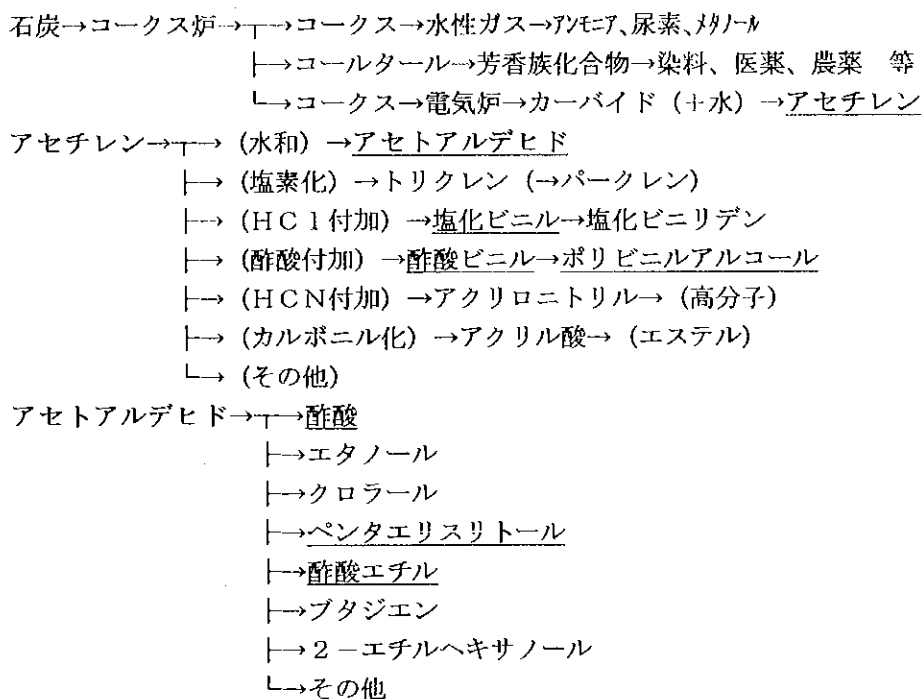 石炭→コークス炉→┬→コークス→水性ガス→アンモニア、尿素、メタノール
├→コールタール→芳香族化合物→染料、医薬、農薬 等
└→コークス→電気炉→カーバイド(+水)→アセチレン
アセチレン→┬→(水和)→アセトアルデヒド
├→(塩素化)→トリクレン(→パークレン)
├→(HCl付加)→塩化ビニル→塩化ビニリデン
├→(酢酸付加)→酢酸ビニル→ポリビニルアルコール
├→(HCN付加)→アクリロニトリル→(高分子)
├→(カルボニル化)→アクリル酸→(エステル)
└→(その他)
アセトアルデヒド→┬→酢酸
├→エタノール
├→クロラール
├→ペンタエリスリトール
├→酢酸エチル
├→ブタジエン
├→2-エチルヘキサノール
└→その他